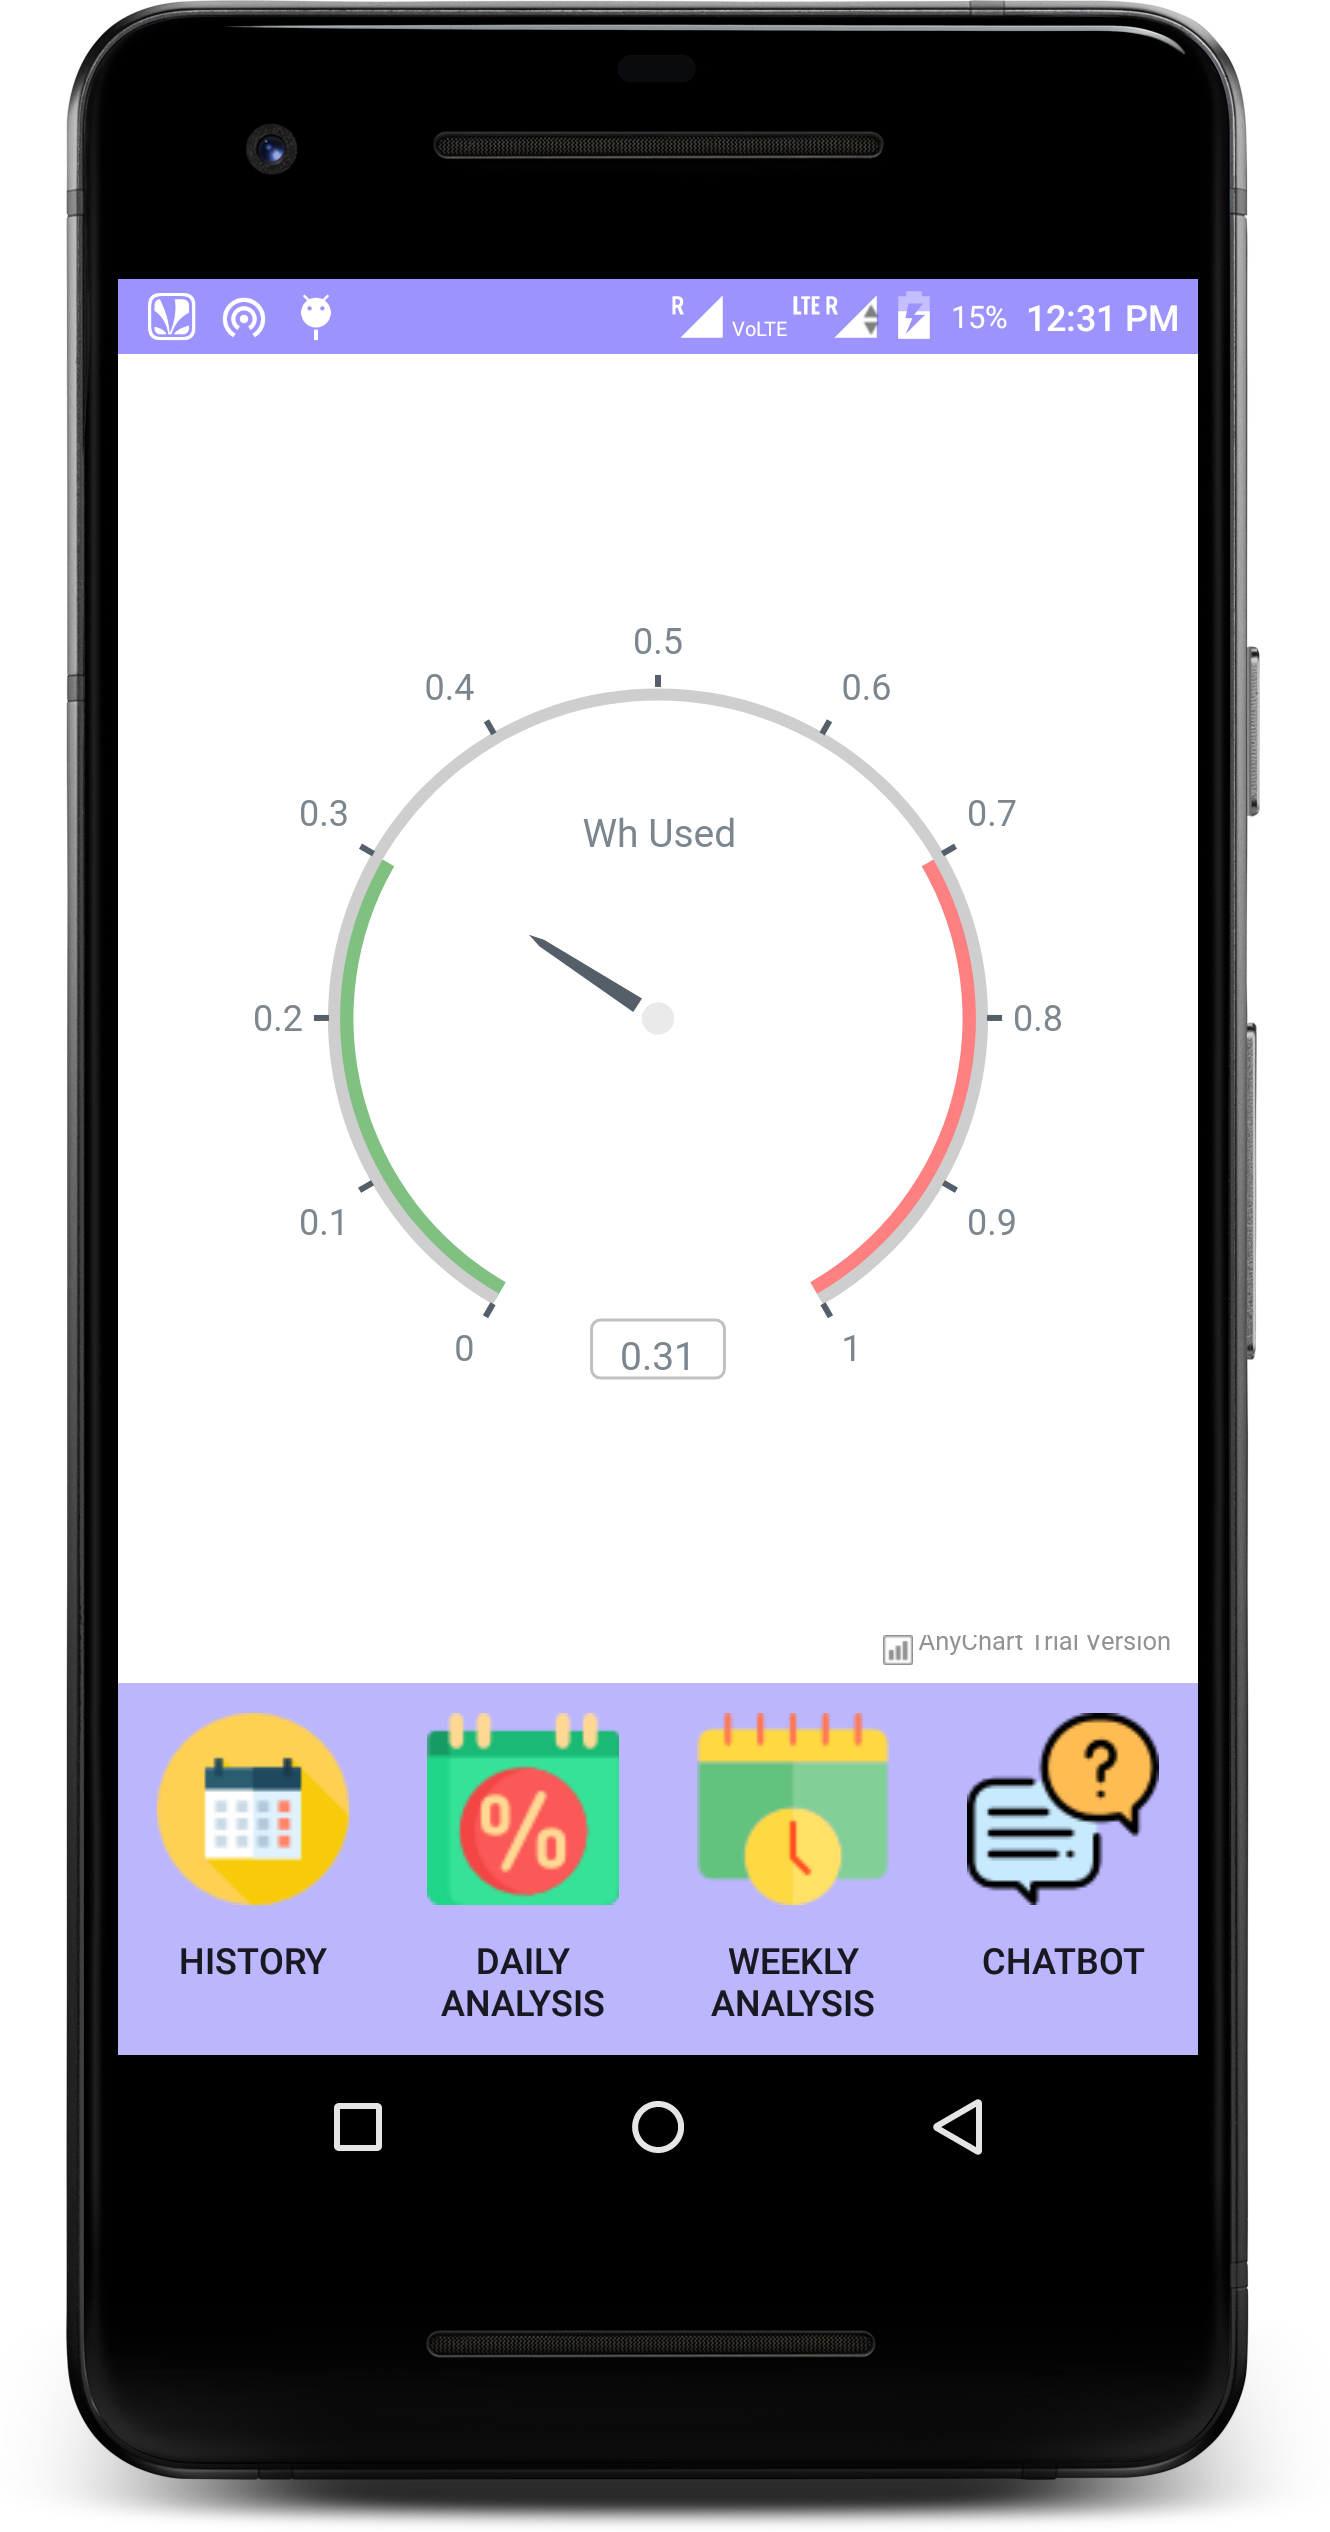 R VoLTE LTE R 15% 12:31 PM
0.5
0.4 0.6
0.3 0.7
Wh Used
0.2 0.8
0.1 0.9
0 0.31 1
AnyChart Trial Version
%
?
HISTORY
DAILY
ANALYSIS
WEEKLY
ANALYSIS
CHATBOT